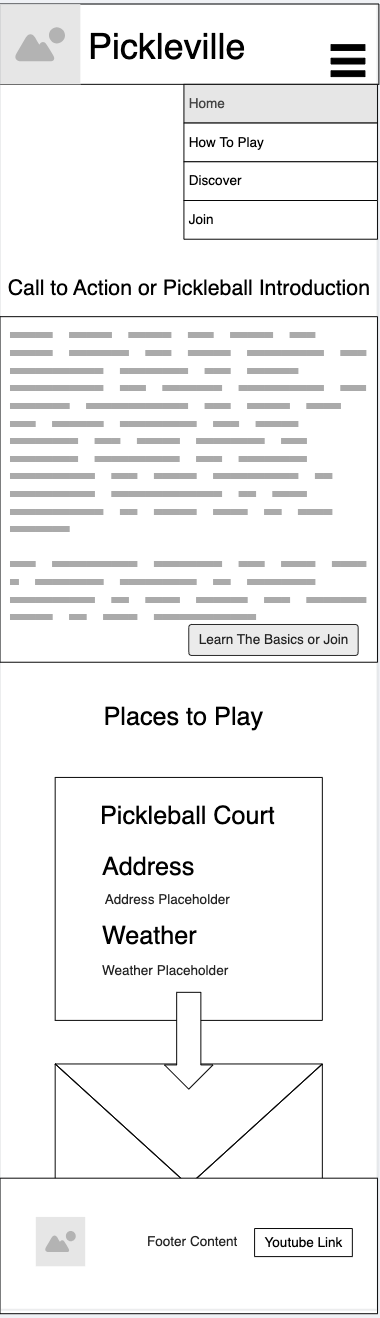 Pickleville
Home
How To Play
Discover
Join
Call to Action or Pickleball Introduction
Learn The Basics or Join
Places to Play
Pickleball Court
Address
Address Placeholder
Weather
Weather Placeholder
Footer Content
Youtube Link